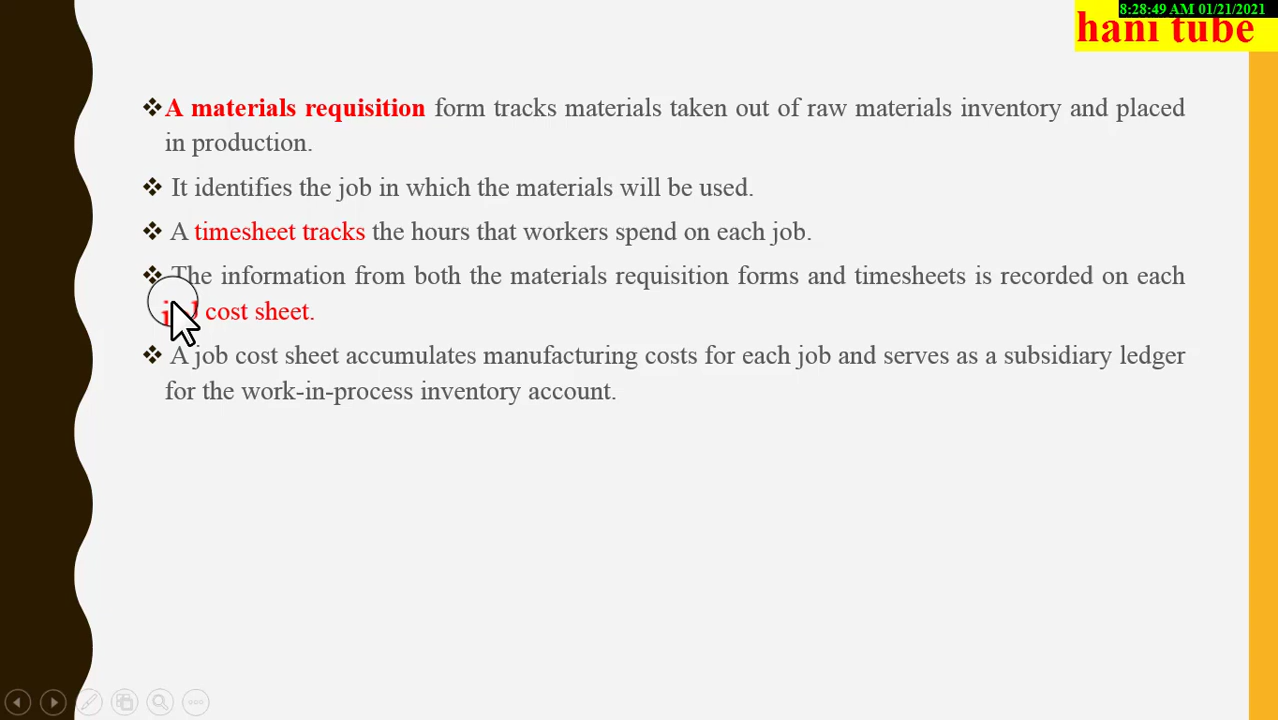 8:28:49 AM 01/21/2021
hani tube
❖A materials requisition form tracks materials taken out of raw materials inventory and placed
in production.
❖ It identifies the job in which the materials will be used.
❖ A timesheet tracks the hours that workers spend on each job.
❖ The information from both the materials requisition forms and timesheets is recorded on each
cost sheet.
❖ A job cost sheet accumulates manufacturing costs for each job and serves as a subsidiary ledger
for the work-in-process inventory account.